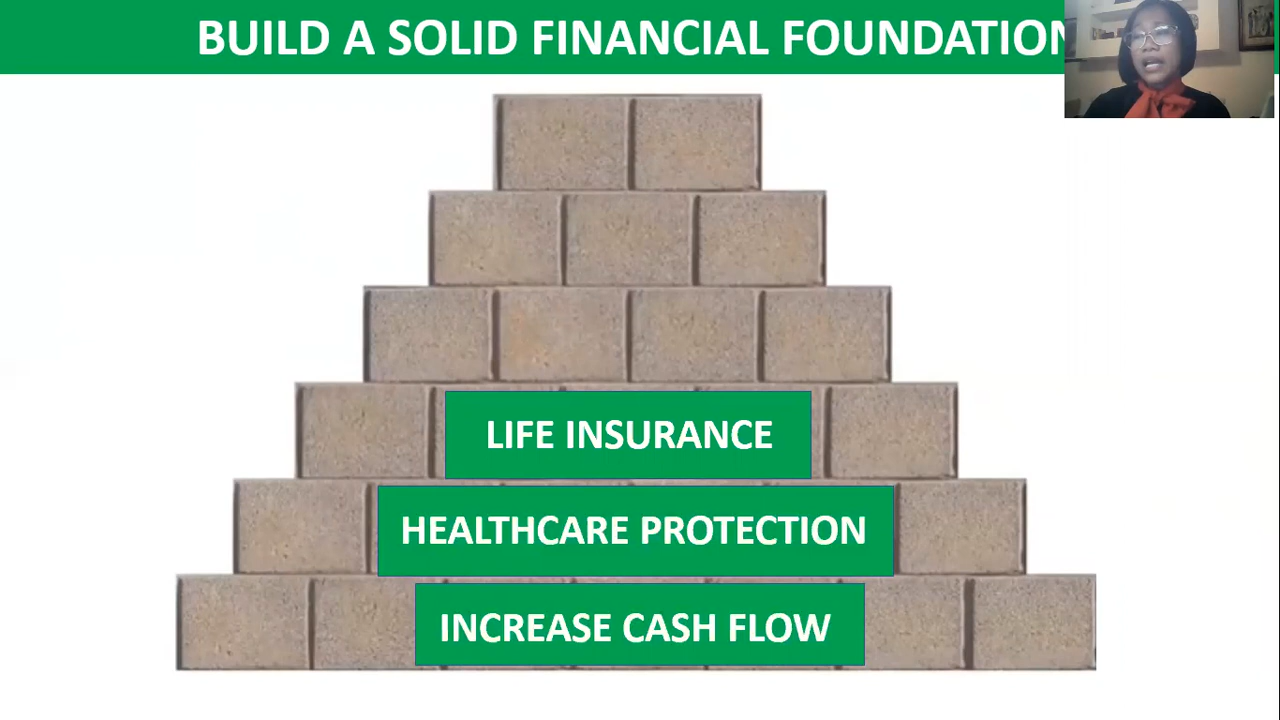 BUILD A SOLID FINANCIAL FOUNDATION
LIFE INSURANCE
HEALTHCARE PROTECTION
INCREASE CASH FLOW